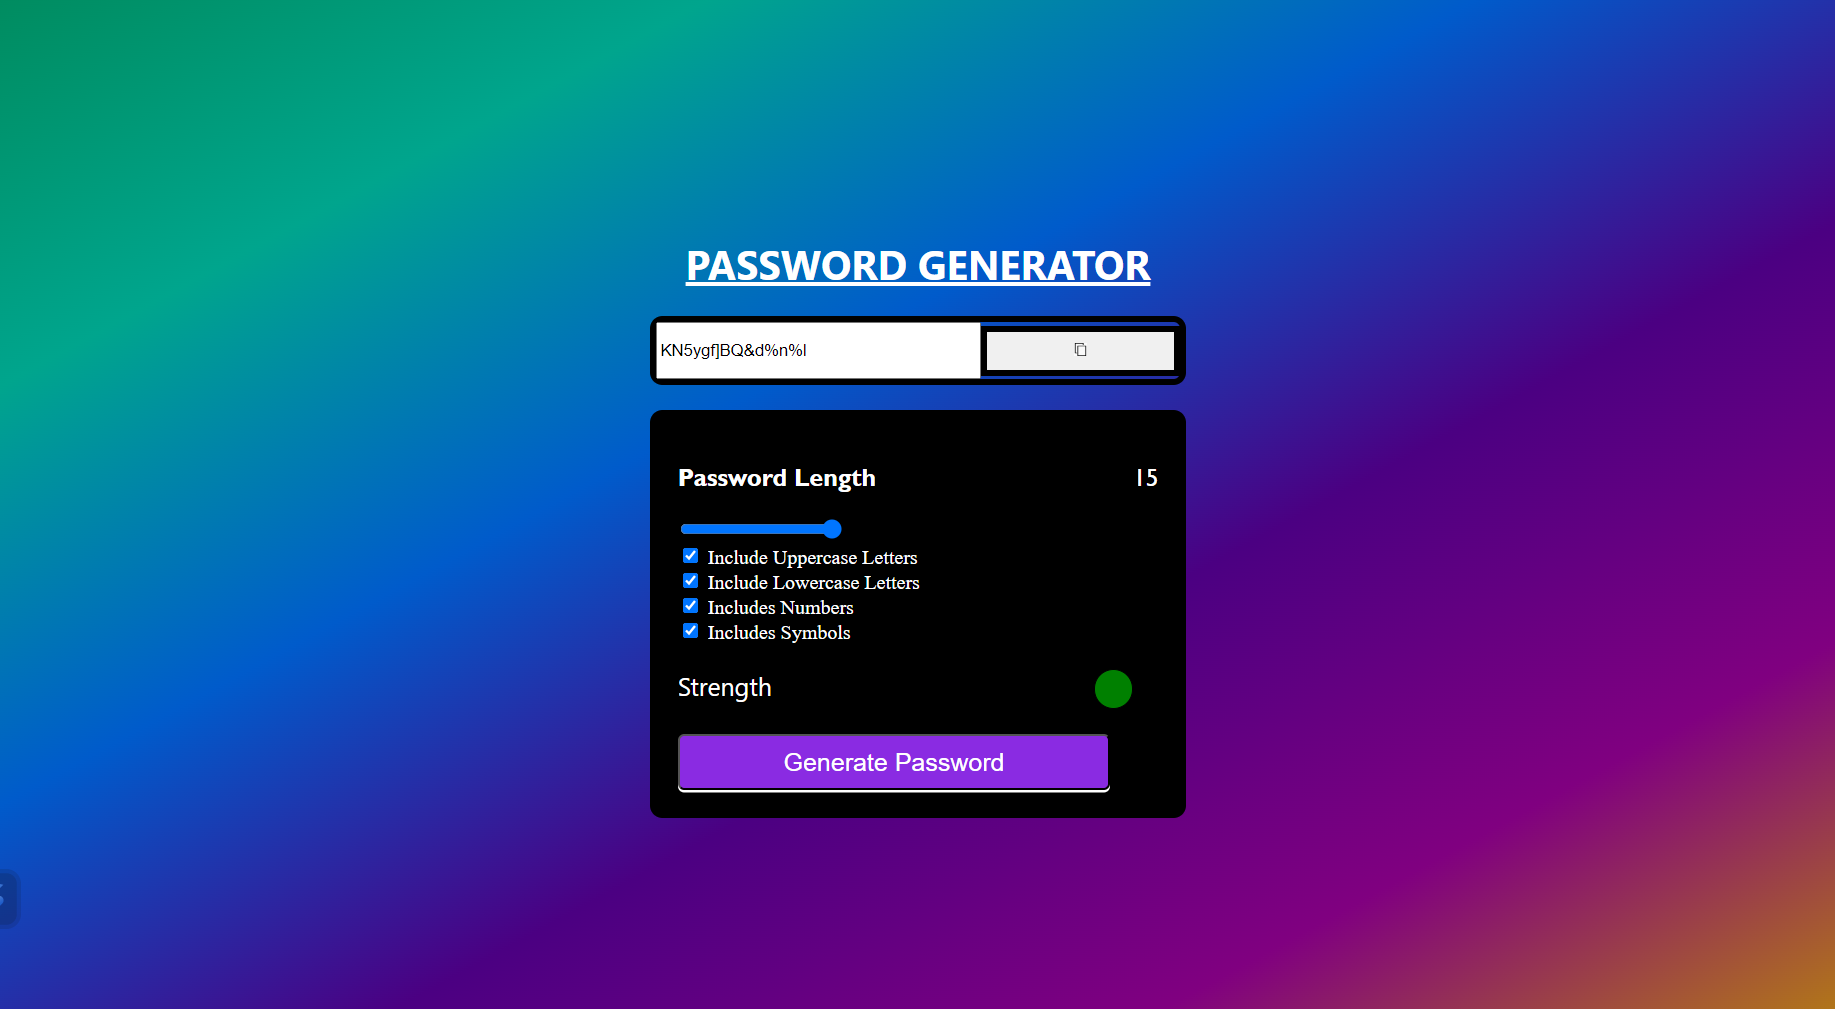 PASSWORD GENERATOR
KN5ygf]BQ&d%n%l
Password Length 15
Include Uppercase Letters
Include Lowercase Letters
Includes Numbers
Includes Symbols
Strength
Generate Password